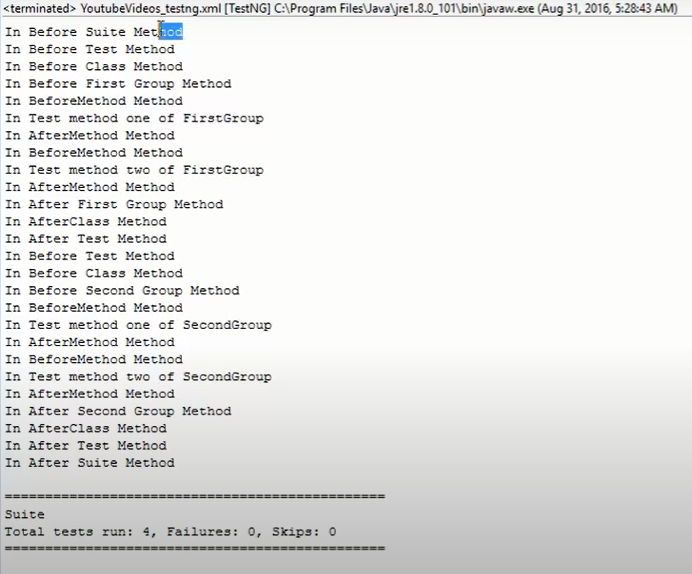 <terminated> YoutubeVideos_testng.xml [TestNG] C:\Program Files\Java\jre1.8.0_101\bin\javaw.exe (Aug 31, 2016, 5:28:43 AM)
In Before Suite Method
In Before Test Method
In Before Class Method
In Before First Group Method
In BeforeMethod Method
In Test method one of FirstGroup
In AfterMethod Method
In BeforeMethod Method
In Test method two of FirstGroup
In AfterMethod Method
In After First Group Method
In AfterClass Method
In After Test Method
In Before Test Method
In Before Class Method
In Before Second Group Method
In BeforeMethod Method
In Test method one of SecondGroup
In AfterMethod Method
In BeforeMethod Method
In Test method two of SecondGroup
In AfterMethod Method
In After Second Group Method
In AfterClass Method
In After Test Method
In After Suite Method
===============================================
Suite
Total tests run: 4, Failures: 0, Skips: 0
===============================================